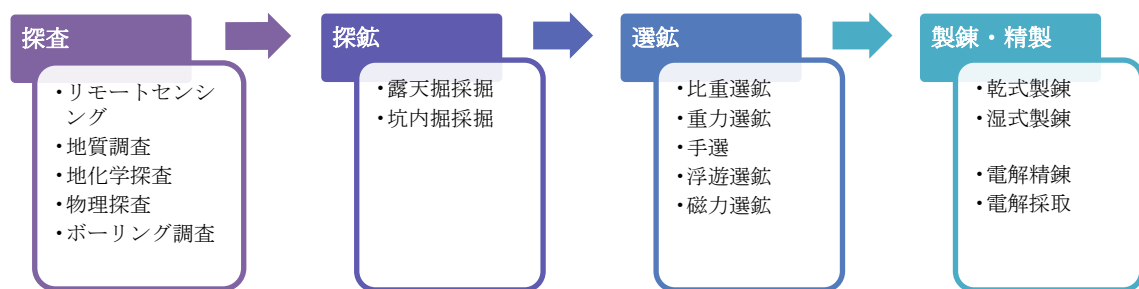 探査
・リモートセンシ
ング
・地質調査
・地化学探査
・物理探査
・ボーリング調査
探鉱
・露天掘採掘
・坑内掘採掘
選鉱
・比重選鉱
・重力選鉱
・手選
・浮遊選鉱
・磁力選鉱
製錬・精製
・乾式製錬
・湿式製錬
・電解精錬
・電解採取